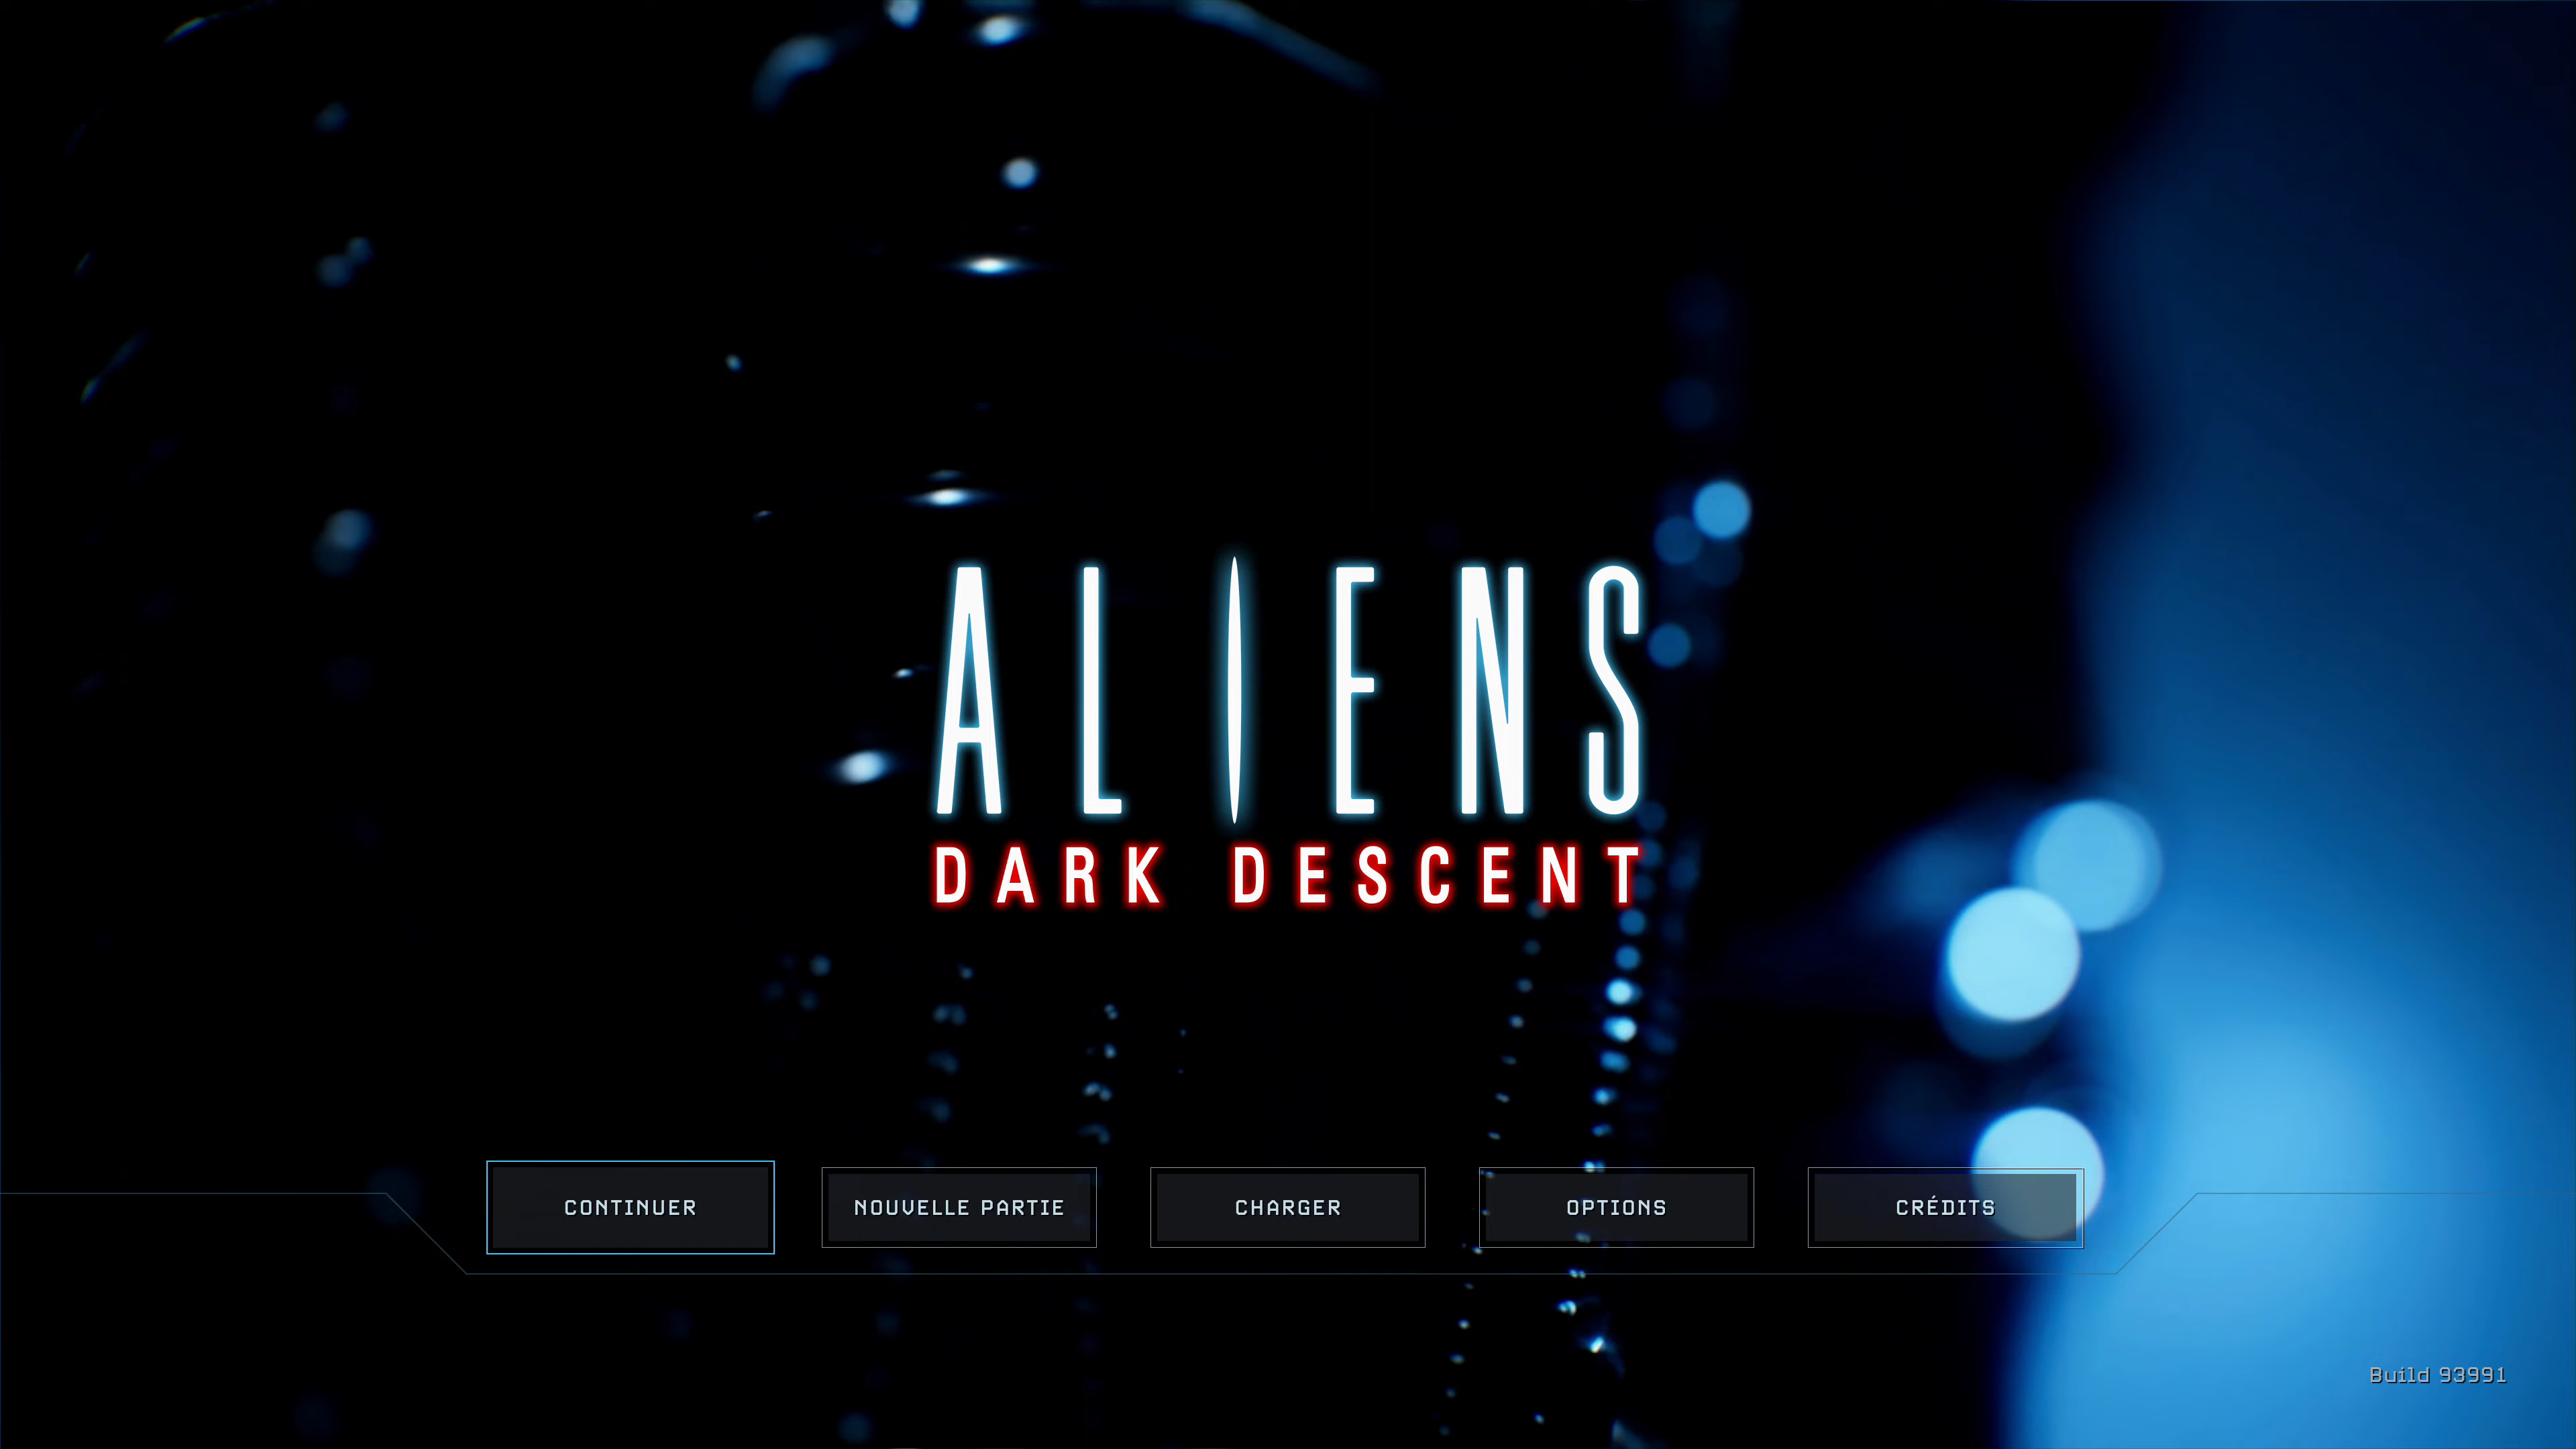 ALIENS
DARK DESCENT
CONTINUER
NOUVELLE PARTIE
CHARGER
OPTIONS
CRÉDITS
Build 93991